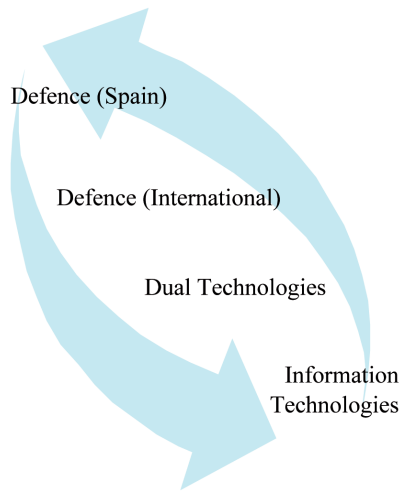 Defence (Spain)
Defence (International)
Dual Technologies
Information
Technologies